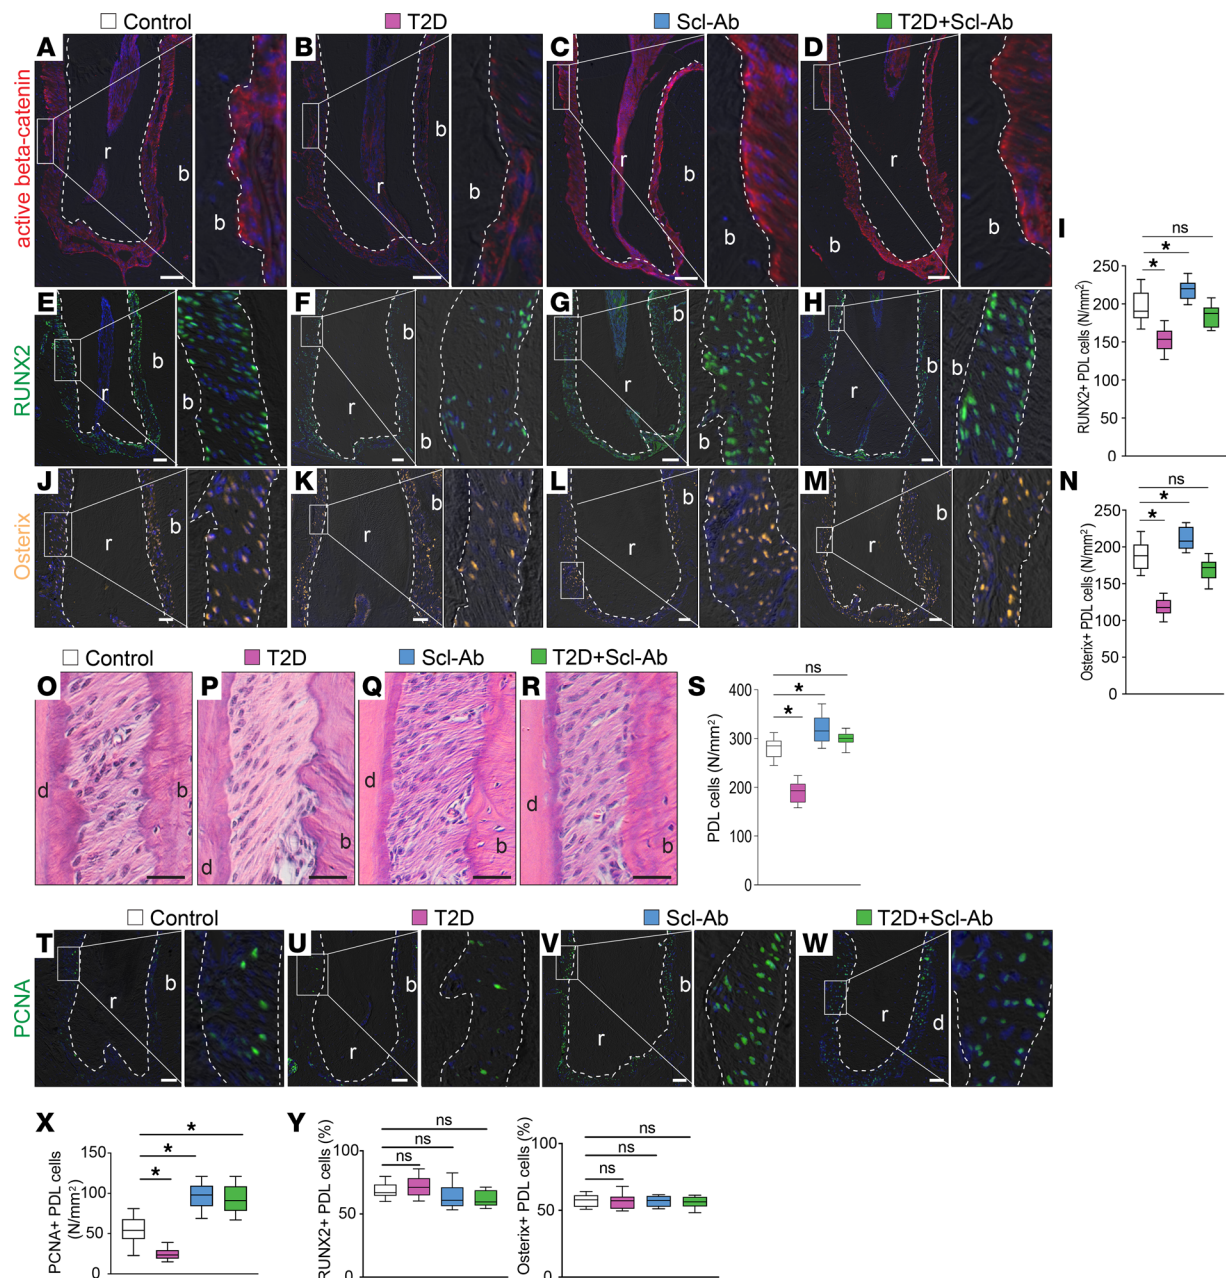 Control T2D Scl-Ab T2D+Scl-Ab
A B C D
active beta-catenin
r b b
r b b
r b b
r b b
E F G H
RUNX2
r b b
r b b
r b b
r b b
I
ns
*
*
RUNX2+ PDL cells (N/mm²)
250
200
150
100
50
0
J K L M
Osterix
r b
r b
r b
r b
N
ns
*
*
Osterix+ PDL cells (N/mm²)
250
200
150
100
50
0
Control T2D Scl-Ab T2D+Scl-Ab
O P Q R
d b
d b
d b
d b
S
ns
*
*
PDL cells (N/mm²)
400
300
200
100
0
Control T2D Scl-Ab T2D+Scl-Ab
T U V W
PCNA
r b
r b
r b
r d
X
*
*
*
PCNA+ PDL cells
(N/mm²)
150
100
50
0
Y
ns
ns
ns
RUNX2+ PDL cells (%)
100
50
0
ns
ns
ns
Osterix+ PDL cells (%)
100
50
0